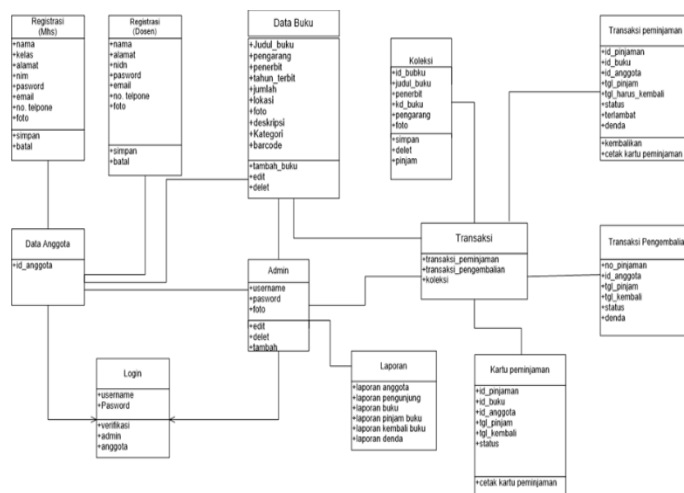 Registrasi
(Mhs)
+nama
+kelas
+alamat
+nim
+pasword
+email
+no. telpone
+foto
+simpan
+batal
Registrasi
(Dosen)
+nama
+alamat
+nidn
+pasword
+email
+no. telpone
+foto
+simpan
+batal
Data Buku
+Judul_buku
+pengarang
+penerbit
+tahun_terbit
+jumlah
+lokasi
+foto
+deskripsi
+Kategori
+barcode
+tambah_buku
+edit
+delet
Koleksi
+id_bubku
+judul_buku
+penerbit
+kd_buku
+pengarang
+foto
+simpan
+delet
+pinjam
Transaksi peminjaman
+id_pinjaman
+id_buku
+id_anggota
+tgl_pinjam
+tgl_harus_kembali
+status
+terlambat
+denda
+kembalikan
+cetak kartu peminjaman
Data Anggota
+id_anggota
Admin
+username
+pasword
+foto
+edit
+delet
+tambah
Transaksi
+transaksi_peminjaman
+transaksi_pengembalian
+koleksi
Transaksi Pengembalia
+no_pinjaman
+id_anggota
+tgl_pinjam
+tgl_kembali
+status
+denda
Login
+username
+Pasword
+verifikasi
+admin
+anggota
Laporan
+laporan anggota
+laporan pengunjung
+laporan buku
+laporan pinjam buku
+laporan kembali buku
+laporan denda
Kartu peminjaman
+id_pinjaman
+id_buku
+id_anggota
+tgl_pinjam
+tgl_kembali
+status
+cetak kartu peminjaman